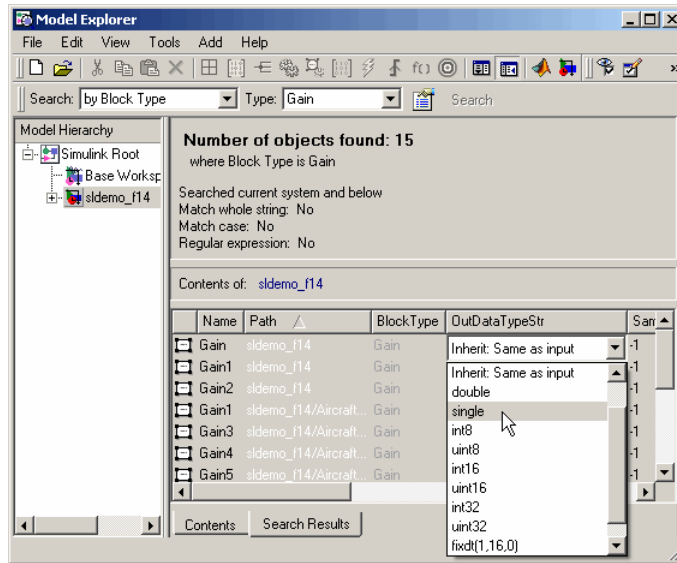 Model Explorer
File Edit View Tools Add Help
f() »
Search: by Block Type Type: Gain Search
Model Hierarchy
Simulink Root
Base Worksp
sldemo_f14
Number of objects found: 15
where Block Type is Gain
Searched current system and below
Match whole string: No
Match case: No
Regular expression: No
Contents of: sldemo_f14
Name Path BlockType OutDataTypeStr Sam
Gain sldemo_f14 Gain Inherit: Same as input -1
Gain1 sldemo_f14 Gain Inherit: Same as input -1
Gain2 sldemo_f14 Gain double -1
Gain1 sldemo_f14/Aircraft... Gain single -1
Gain3 sldemo_f14/Aircraft... Gain int8 -1
Gain4 sldemo_f14/Aircraft... Gain uint8 -1
Gain5 sldemo_f14/Aircraft... Gain int16 -1
uint16
int32
uint32
fixdt(1,16,0)
Contents Search Results